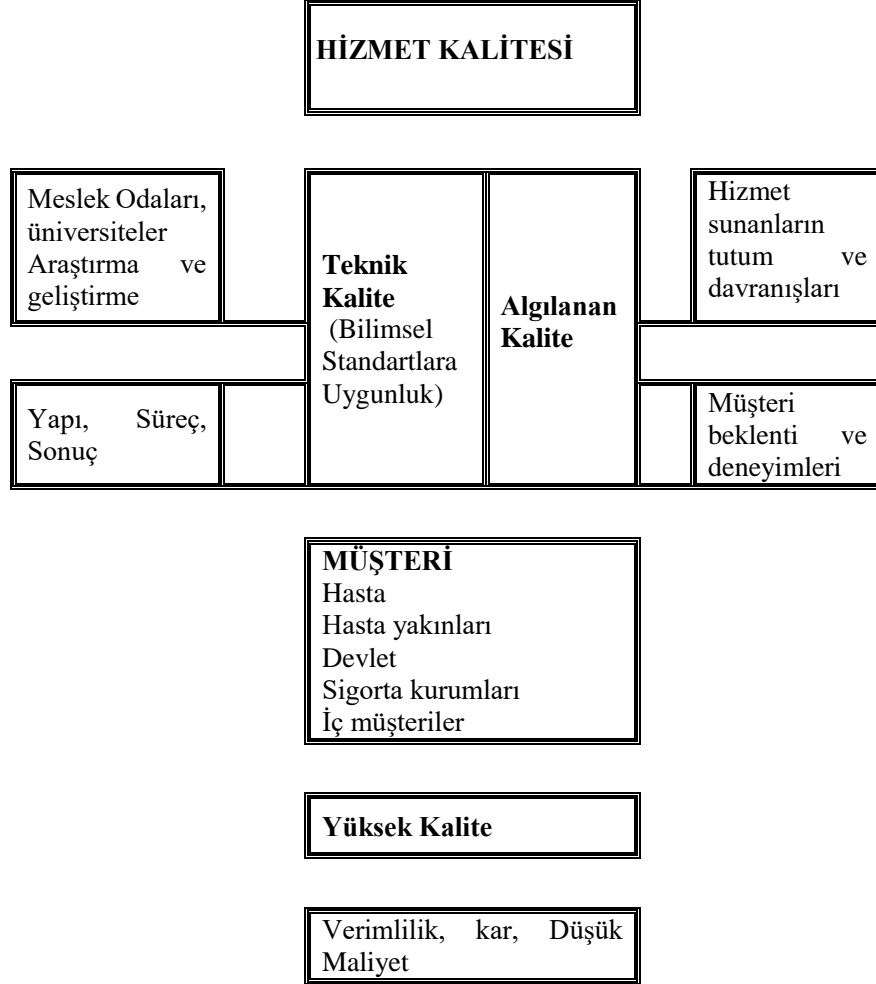 HİZMET KALİTESİ
Meslek Odaları,
üniversiteler
Araştırma ve
geliştirme
Teknik
Kalite
(Bilimsel
Standartlara
Uygunluk)
Algılanan
Kalite
Hizmet
sunanların
tutum ve
davranışları
Yapı, Süreç,
Sonuç
Müşteri
beklenti ve
deneyimleri
MÜŞTERİ
Hasta
Hasta yakınları
Devlet
Sigorta kurumları
İç müşteriler
Yüksek Kalite
Verimlilik, kar, Düşük
Maliyet